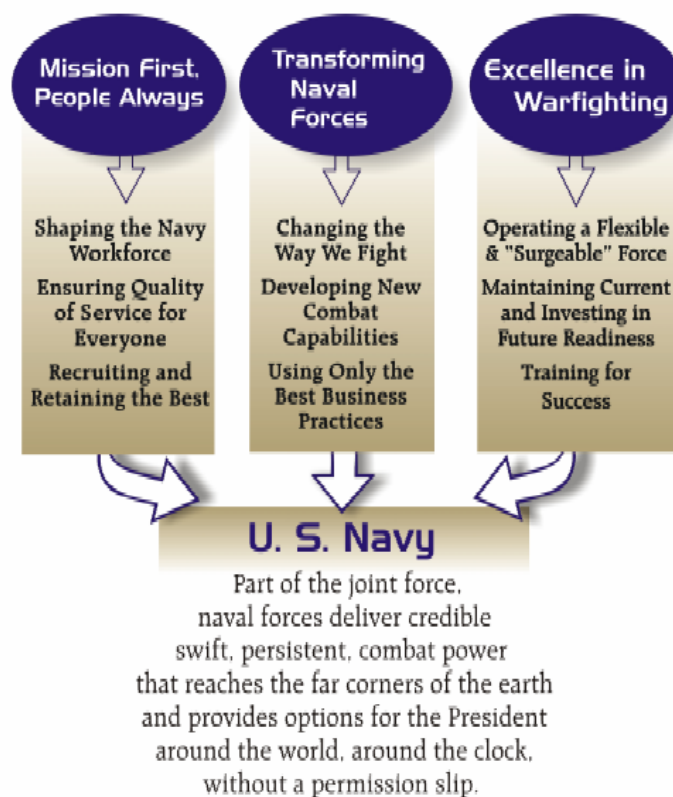 Mission First,
People Always
Shaping the Navy
Workforce
Ensuring Quality
of Service for
Everyone
Recruiting and
Retaining the Best
Transforming
Naval
Forces
Changing the
Way We Fight
Developing New
Combat
Capabilities
Using Only the
Best Business
Practices
Excellence in
Warfighting
Operating a Flexible
& "Surgeable" Force
Maintaining Current
and Investing in
Future Readiness
Training for
Success
U. S. Navy
Part of the joint force,
naval forces deliver credible
swift, persistent, combat power
that reaches the far corners of the earth
and provides options for the President
around the world, around the clock,
without a permission slip.